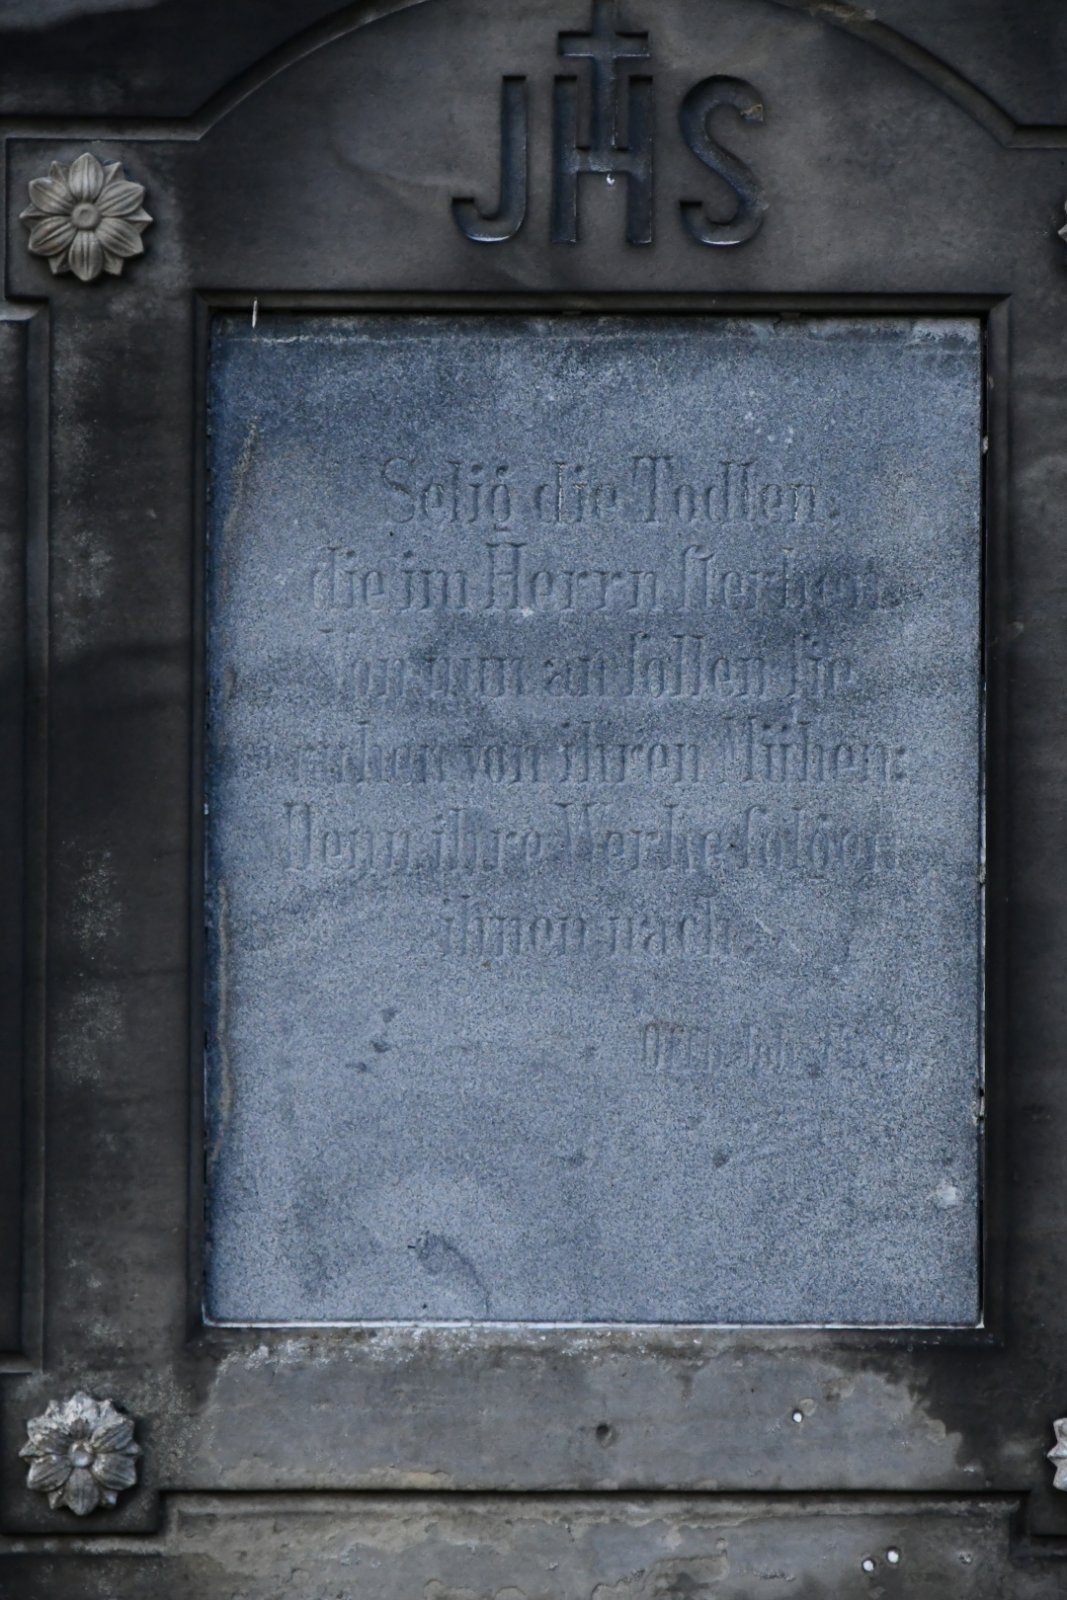 JHS
Selig die Todten,
die im Herrn sterben.
Von nun an sollen sie
ruhen von ihren Mühen:
Denn ihre Werke folgen
ihnen nach.
Offb. Joh.